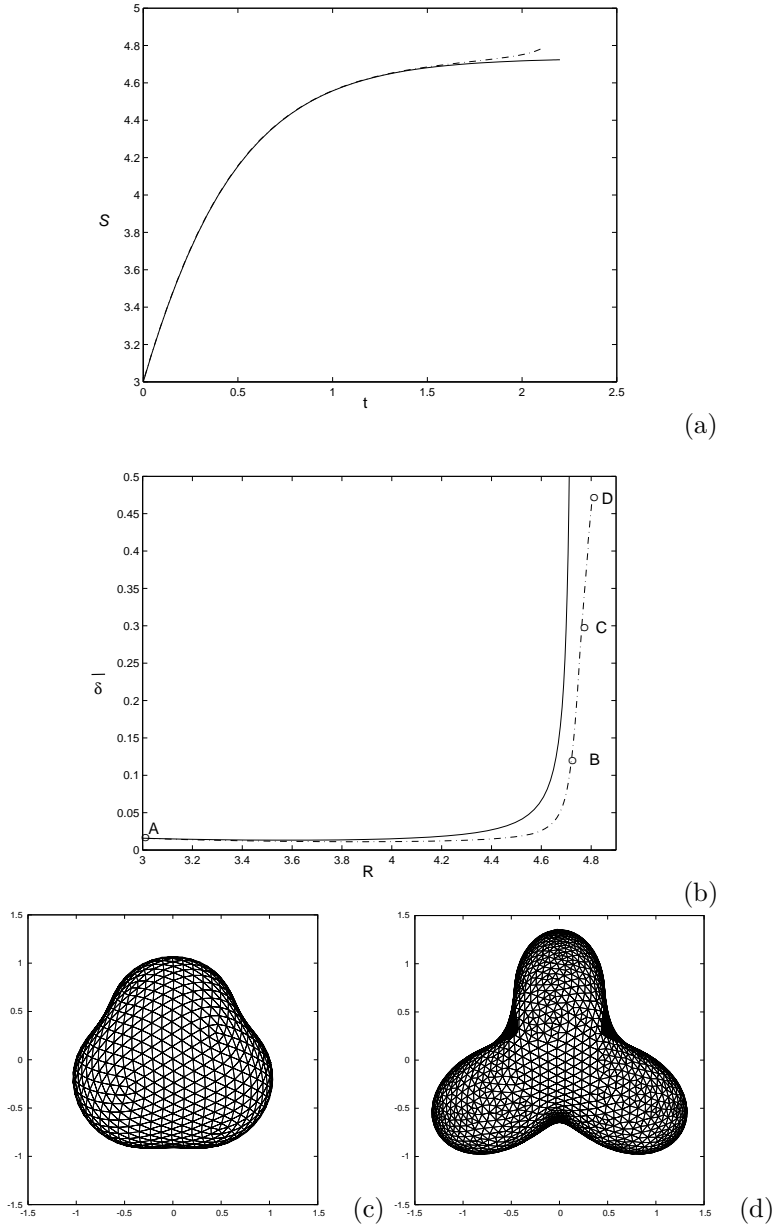 5
4.8
4.6
4.4
4.2
4
S
3.8
3.6
3.4
3.2
3
0 0.5 1 1.5 2 2.5
t
(a)
0.5
0.45 D
0.4
0.35
0.3 C
0.25
δ̄
0.2
0.15
0.1 B
0.05
A
0
3 3.2 3.4 3.6 3.8 4 4.2 4.4 4.6 4.8
R
(b)
1.5 1.5
1 1
0.5 0.5
0 0
-0.5 -0.5
-1 -1
-1.5 -1.5
-1.5 -1 -0.5 0 0.5 1 1.5 (c) -1.5 -1 -0.5 0 0.5 1 1.5 (d)